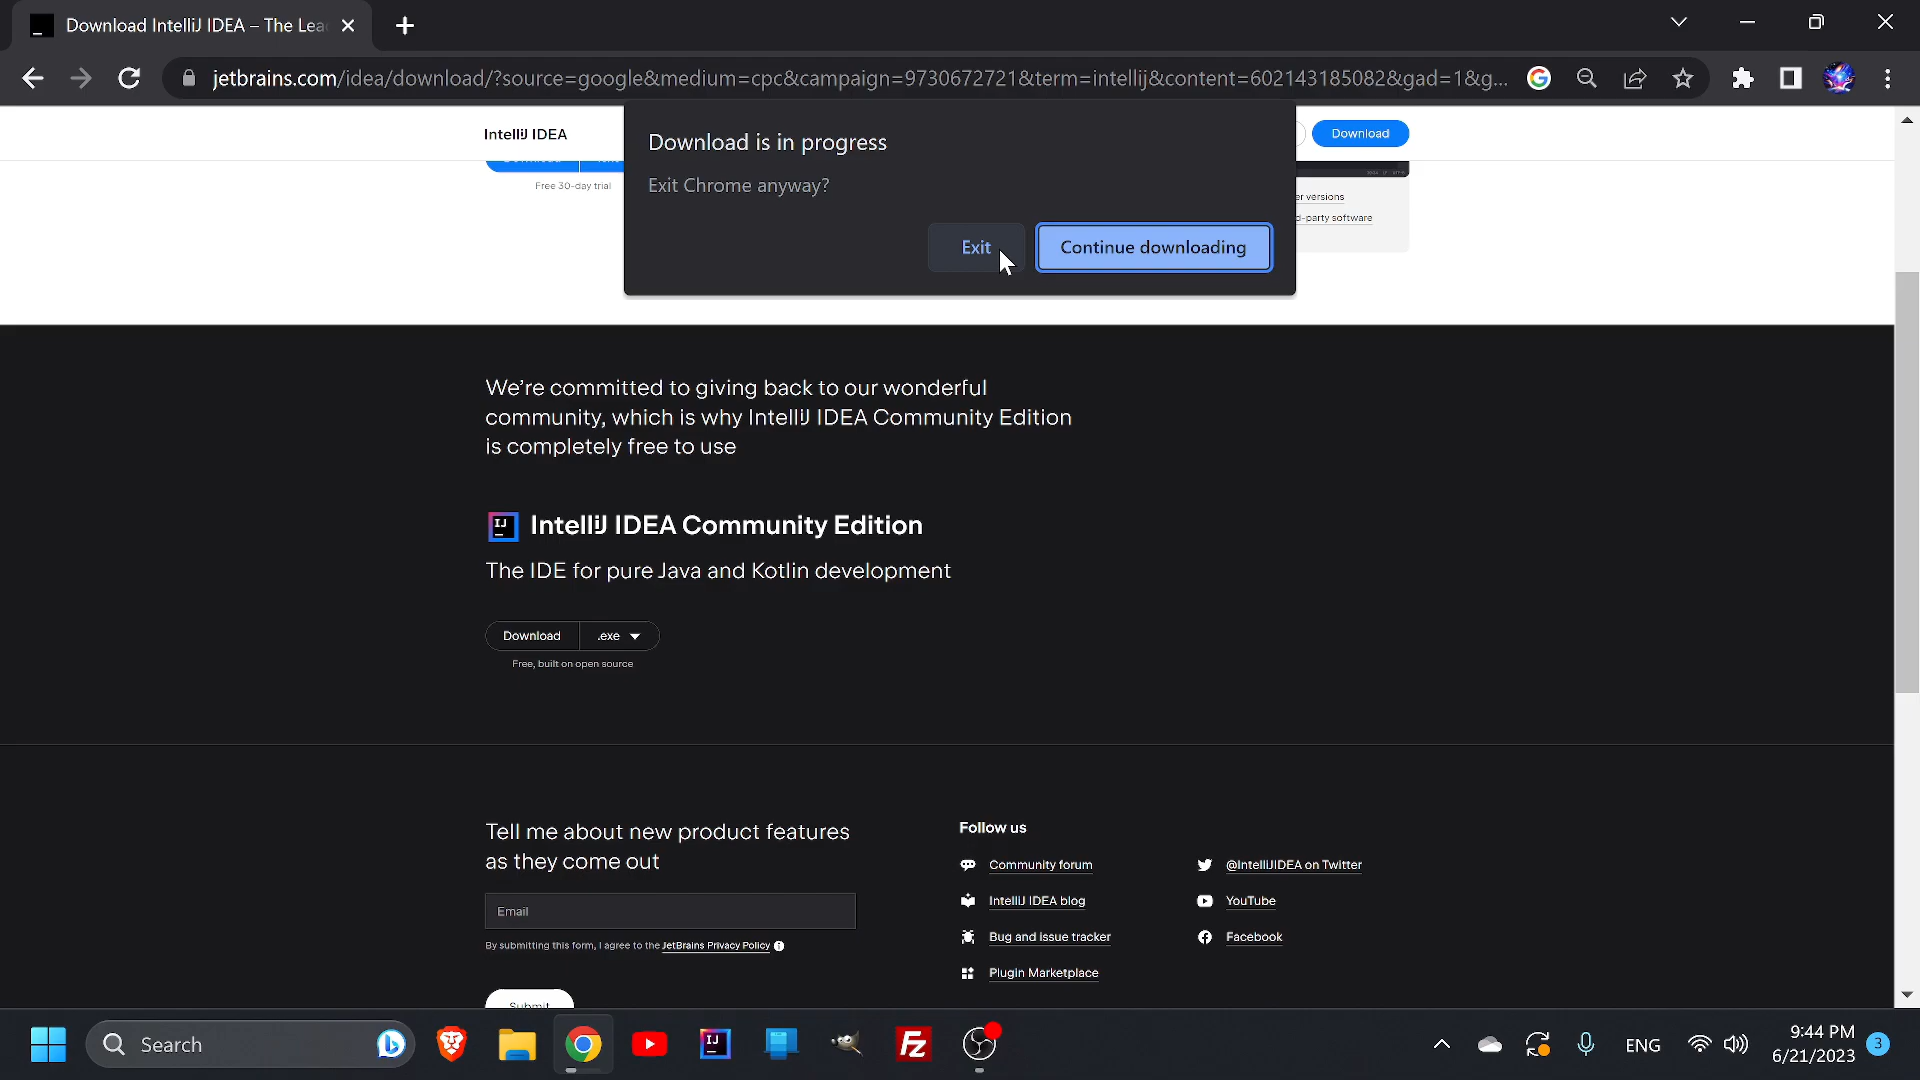 Download IntelliJ IDEA – The Lea
jetbrains.com/idea/download/?source=google&medium=cpc&campaign=9730672721&term=intellij&content=602143185082&gad=1&g...
IntelliJ IDEA
Download
Free 30-day trial
er versions
d-party software
Download is in progress
Exit Chrome anyway?
Exit
Continue downloading
We're committed to giving back to our wonderful
community, which is why IntelliJ IDEA Community Edition
is completely free to use
IJ IntelliJ IDEA Community Edition
The IDE for pure Java and Kotlin development
Download .exe
Free, built on open source
Tell me about new product features
as they come out
Email
By submitting this form, I agree to the JetBrains Privacy Policy
Submit
Follow us
Community forum
@IntelliJIDEA on Twitter
IntelliJ IDEA blog
YouTube
Bug and issue tracker
Facebook
Plugin Marketplace
Search
IJ
Fz
ENG
9:44 PM
6/21/2023
3